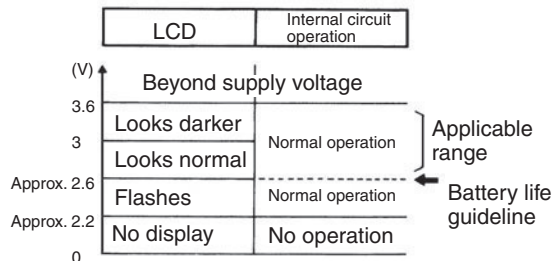 LCD
Internal circuit
operation
(V)
Beyond supply voltage
3.6
Looks darker
Normal operation
Applicable
range
3
Looks normal
Approx. 2.6
Flashes
Normal operation
Battery life
guideline
Approx. 2.2
No display
No operation
0